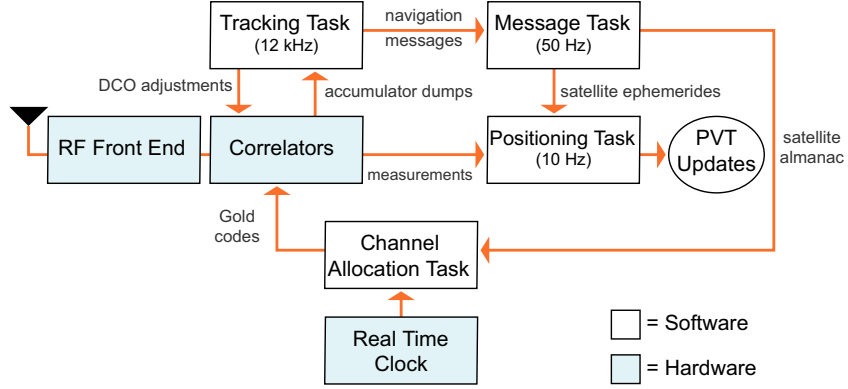 Tracking Task
(12 kHz)
navigation
messages
Message Task
(50 Hz)
DCO adjustments
accumulator dumps
satellite ephemerides
RF Front End
Correlators
measurements
Positioning Task
(10 Hz)
PVT
Updates
satellite
almanac
Gold
codes
Channel
Allocation Task
Real Time
Clock
= Software
= Hardware